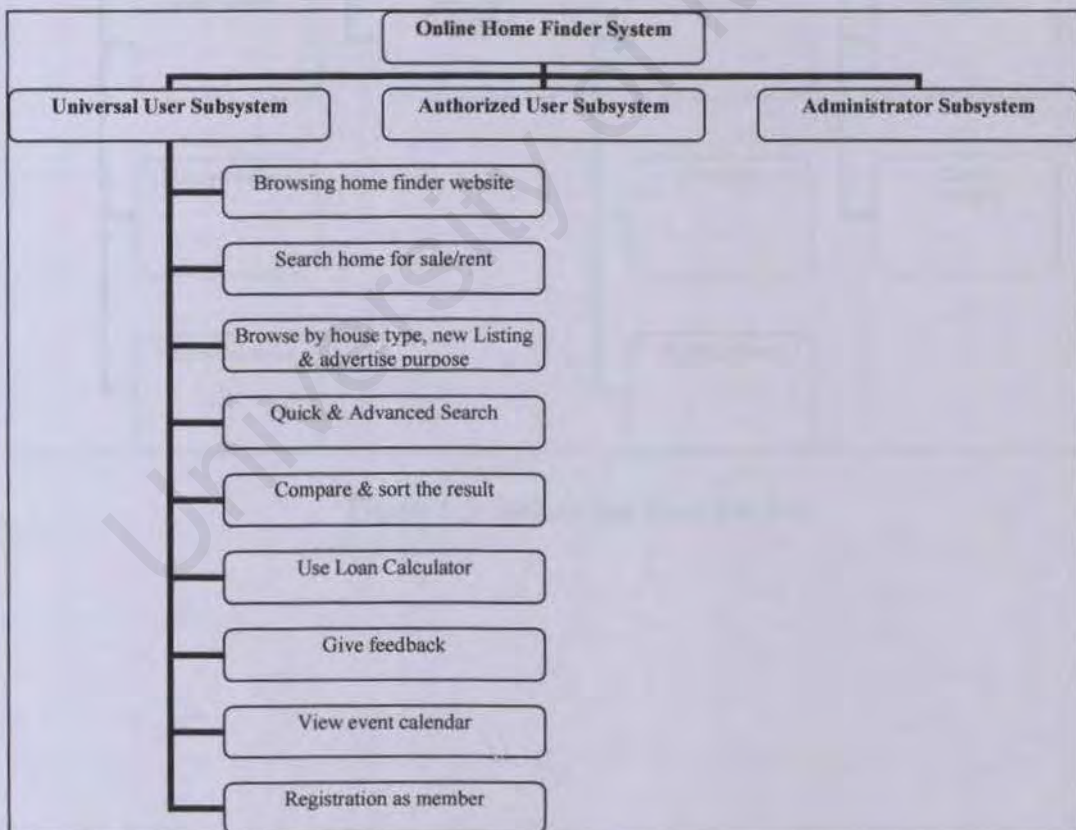 Online Home Finder System
Universal User Subsystem
Authorized User Subsystem
Administrator Subsystem
Browsing home finder website
Search home for sale/rent
Browse by house type, new Listing
& advertise purpose
Quick & Advanced Search
Compare & sort the result
Use Loan Calculator
Give feedback
View event calendar
Registration as member
University of